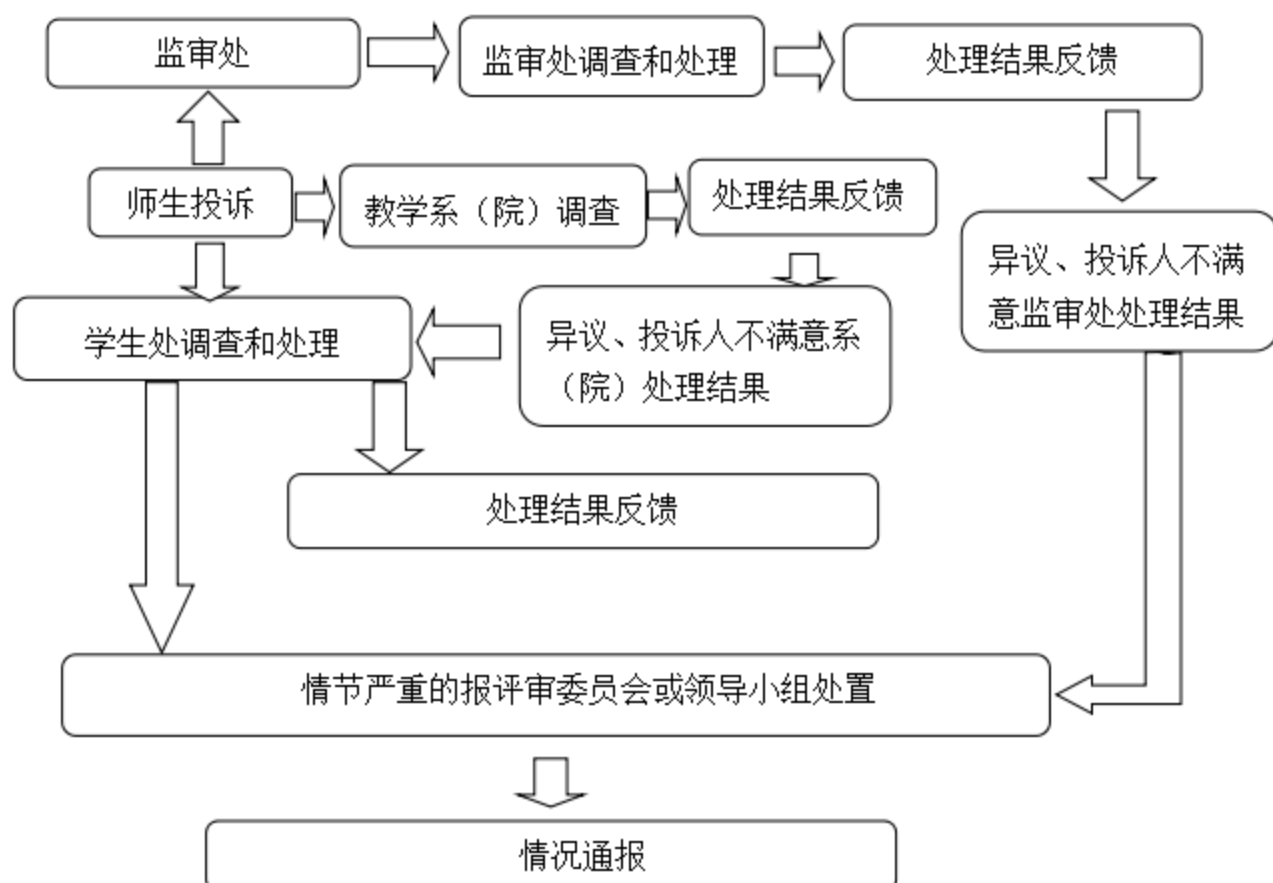 监审处
监审处调查和处理
处理结果反馈
师生投诉
教学系（院）调查
处理结果反馈
异议、投诉人不满
意监审处处理结果
学生处调查和处理
异议、投诉人不满意系
（院）处理结果
处理结果反馈
情节严重的报评审委员会或领导小组处置
情况通报